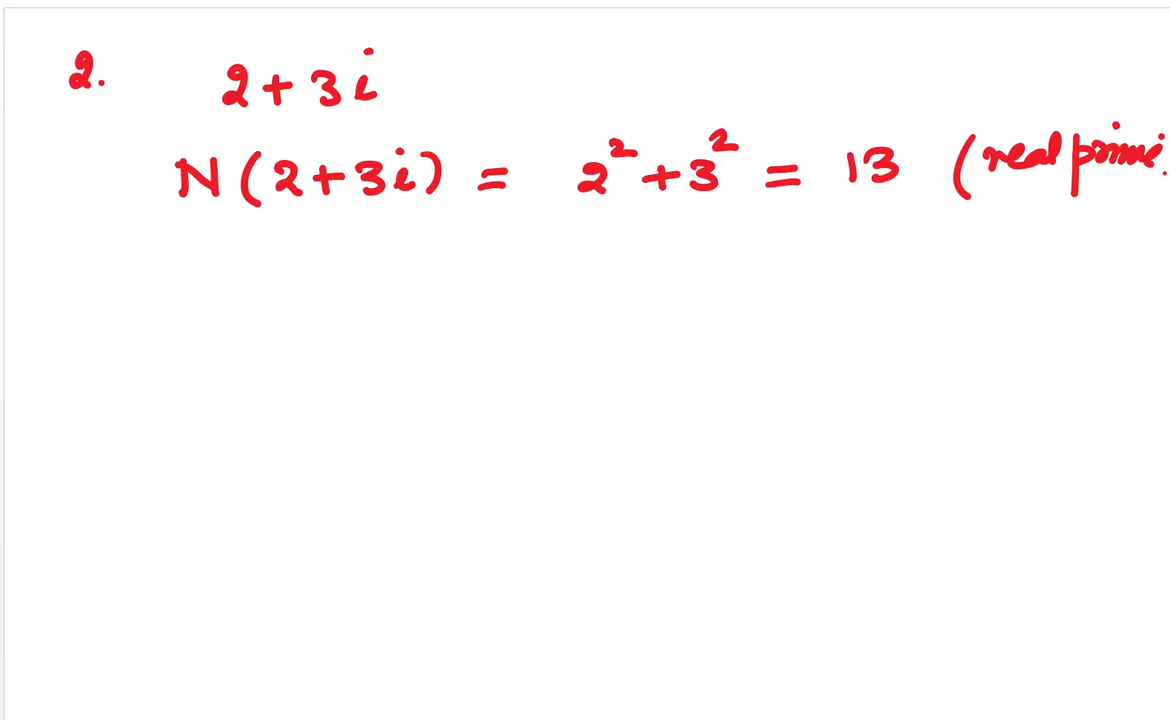 2. 2 + 3i
N(2+3i) = 2² + 3² = 13 (real prime.